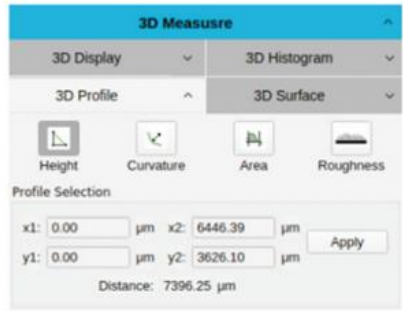 3D Measusre
3D Display 3D Histogram
3D Profile 3D Surface
Height Curvature Area Roughness
Profile Selection
x1: 0.00 μm x2: 6446.39 μm
Apply
y1: 0.00 μm y2: 3626.10 μm
Distance: 7396.25 μm